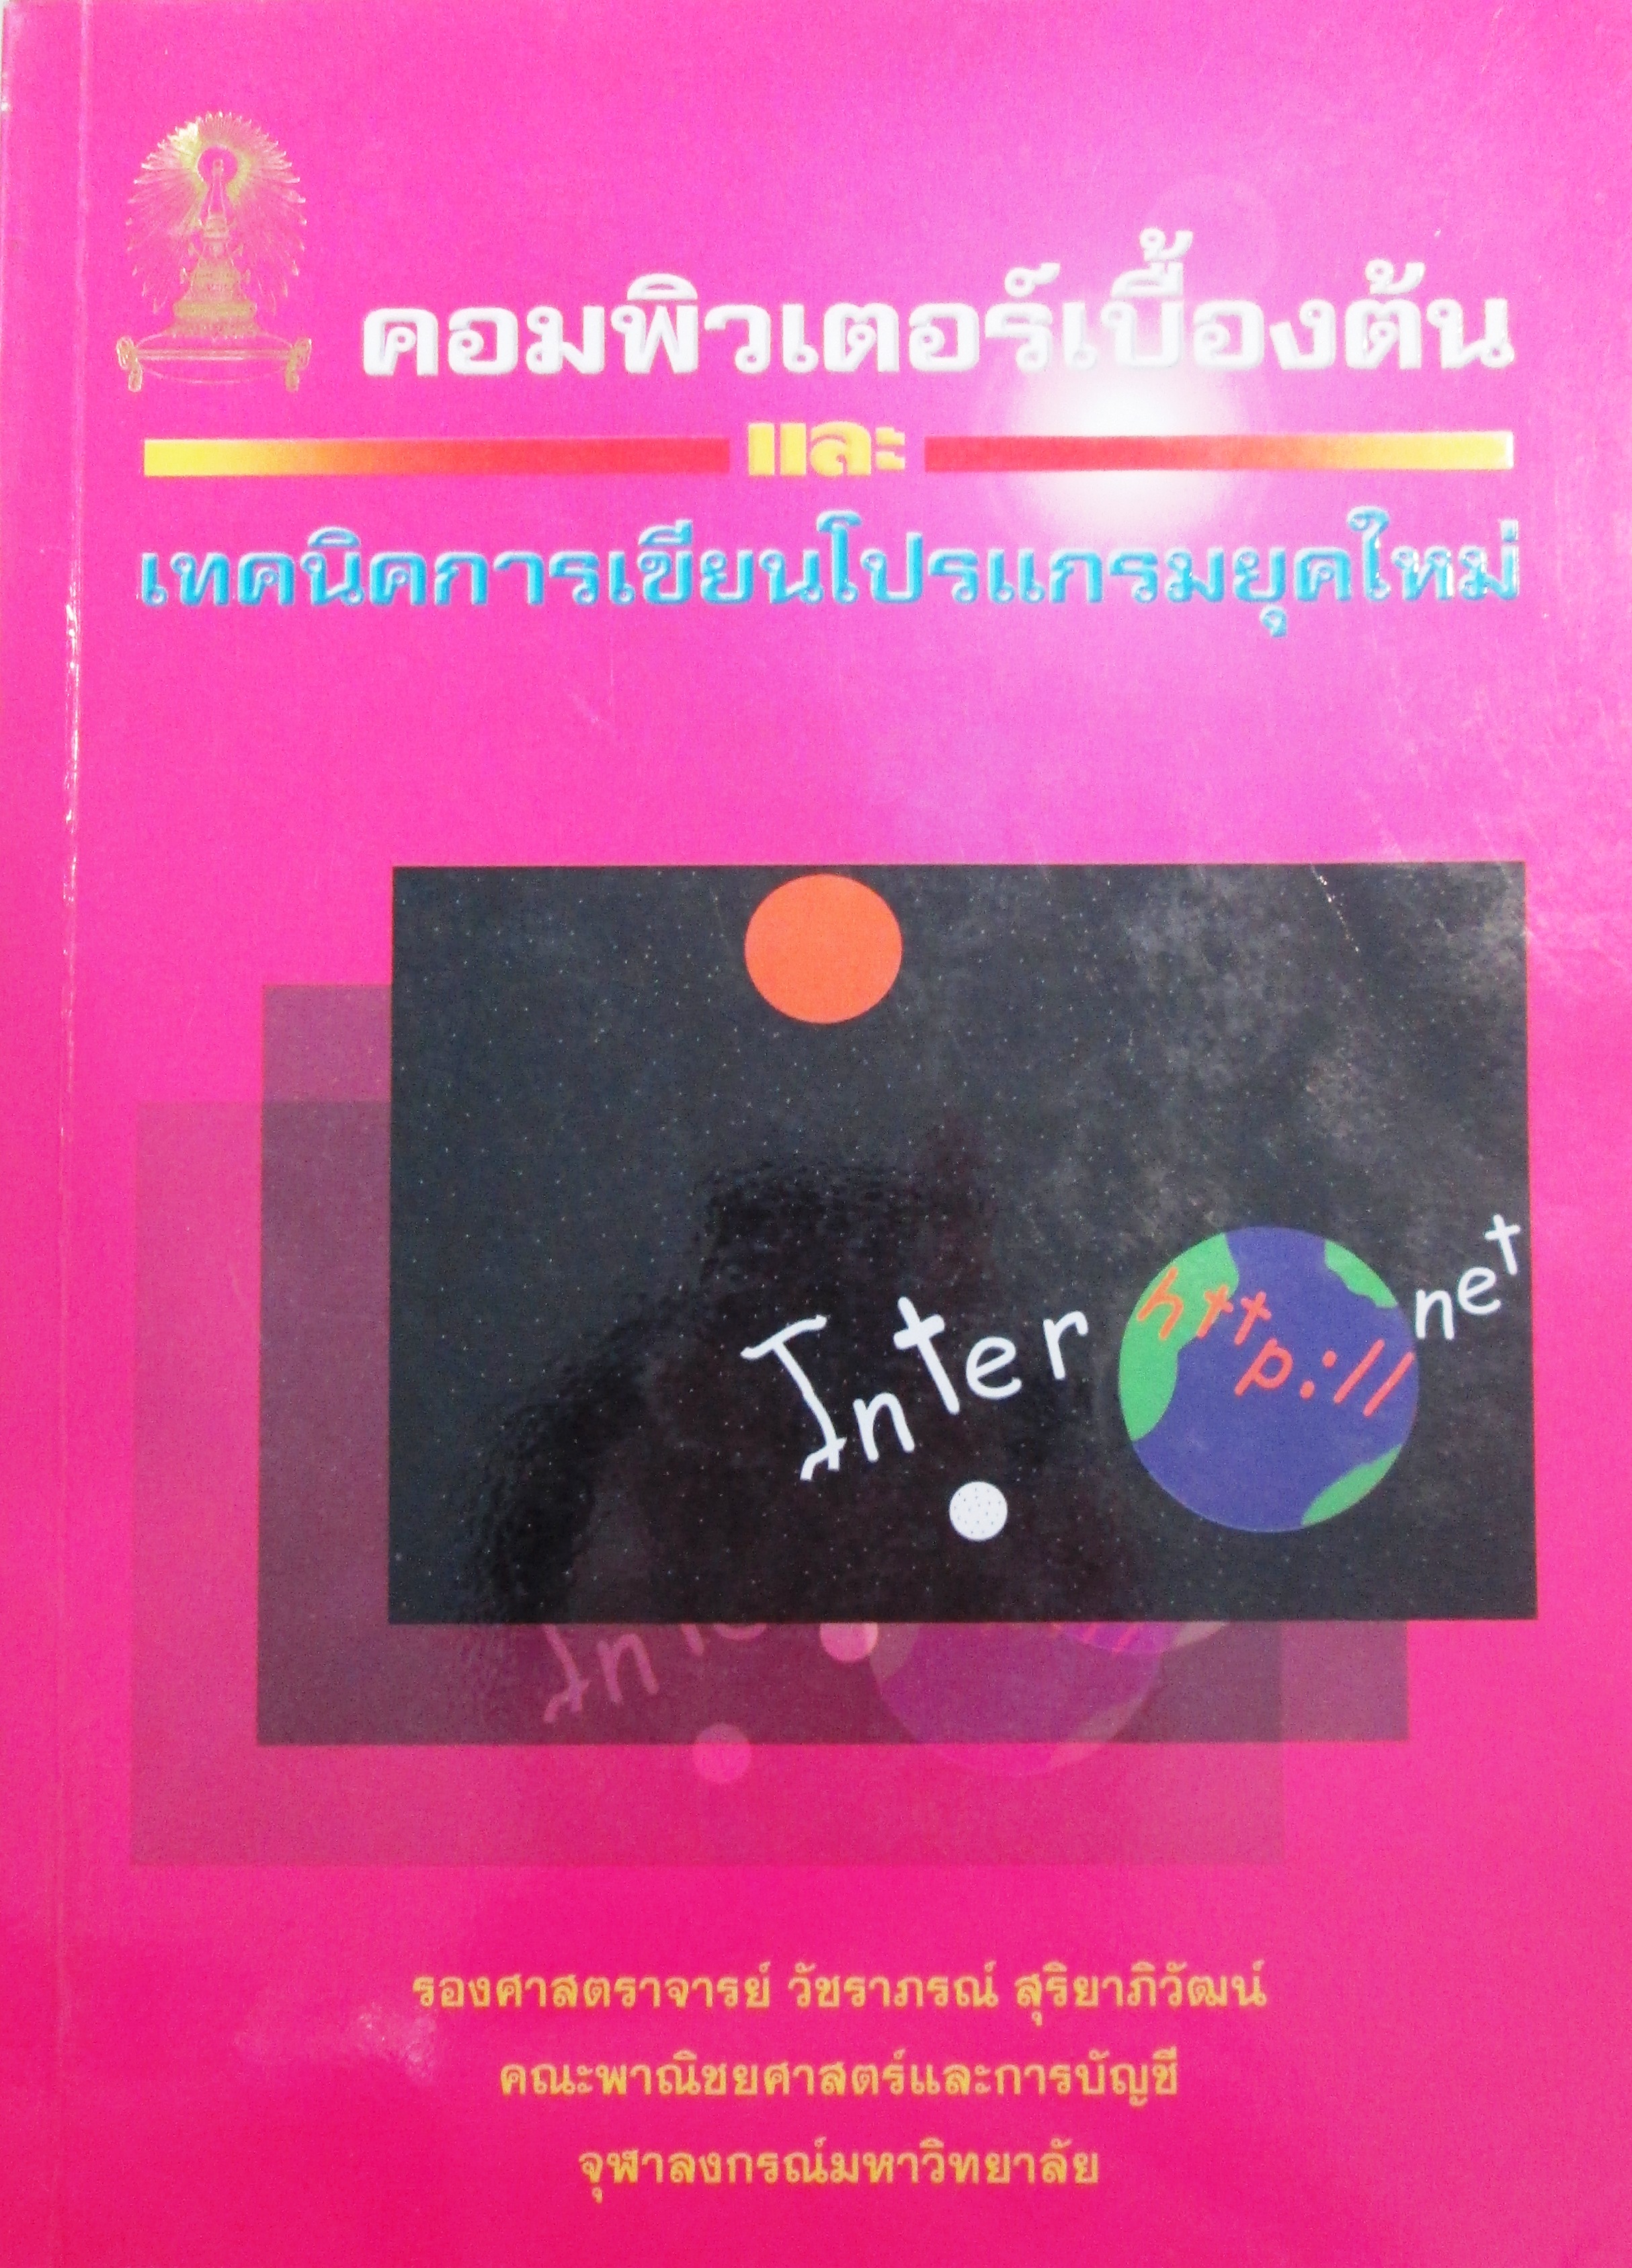 คอมพิวเตอร์เบื้องต้น
และ
เทคนิคการเขียนโปรแกรมยุคใหม่
Inter http:// net
Inte
รองศาสตราจารย์ วัชราภรณ์ สุริยาภิวัฒน์
คณะพาณิชยศาสตร์และการบัญชี
จุฬาลงกรณ์มหาวิทยาลัย